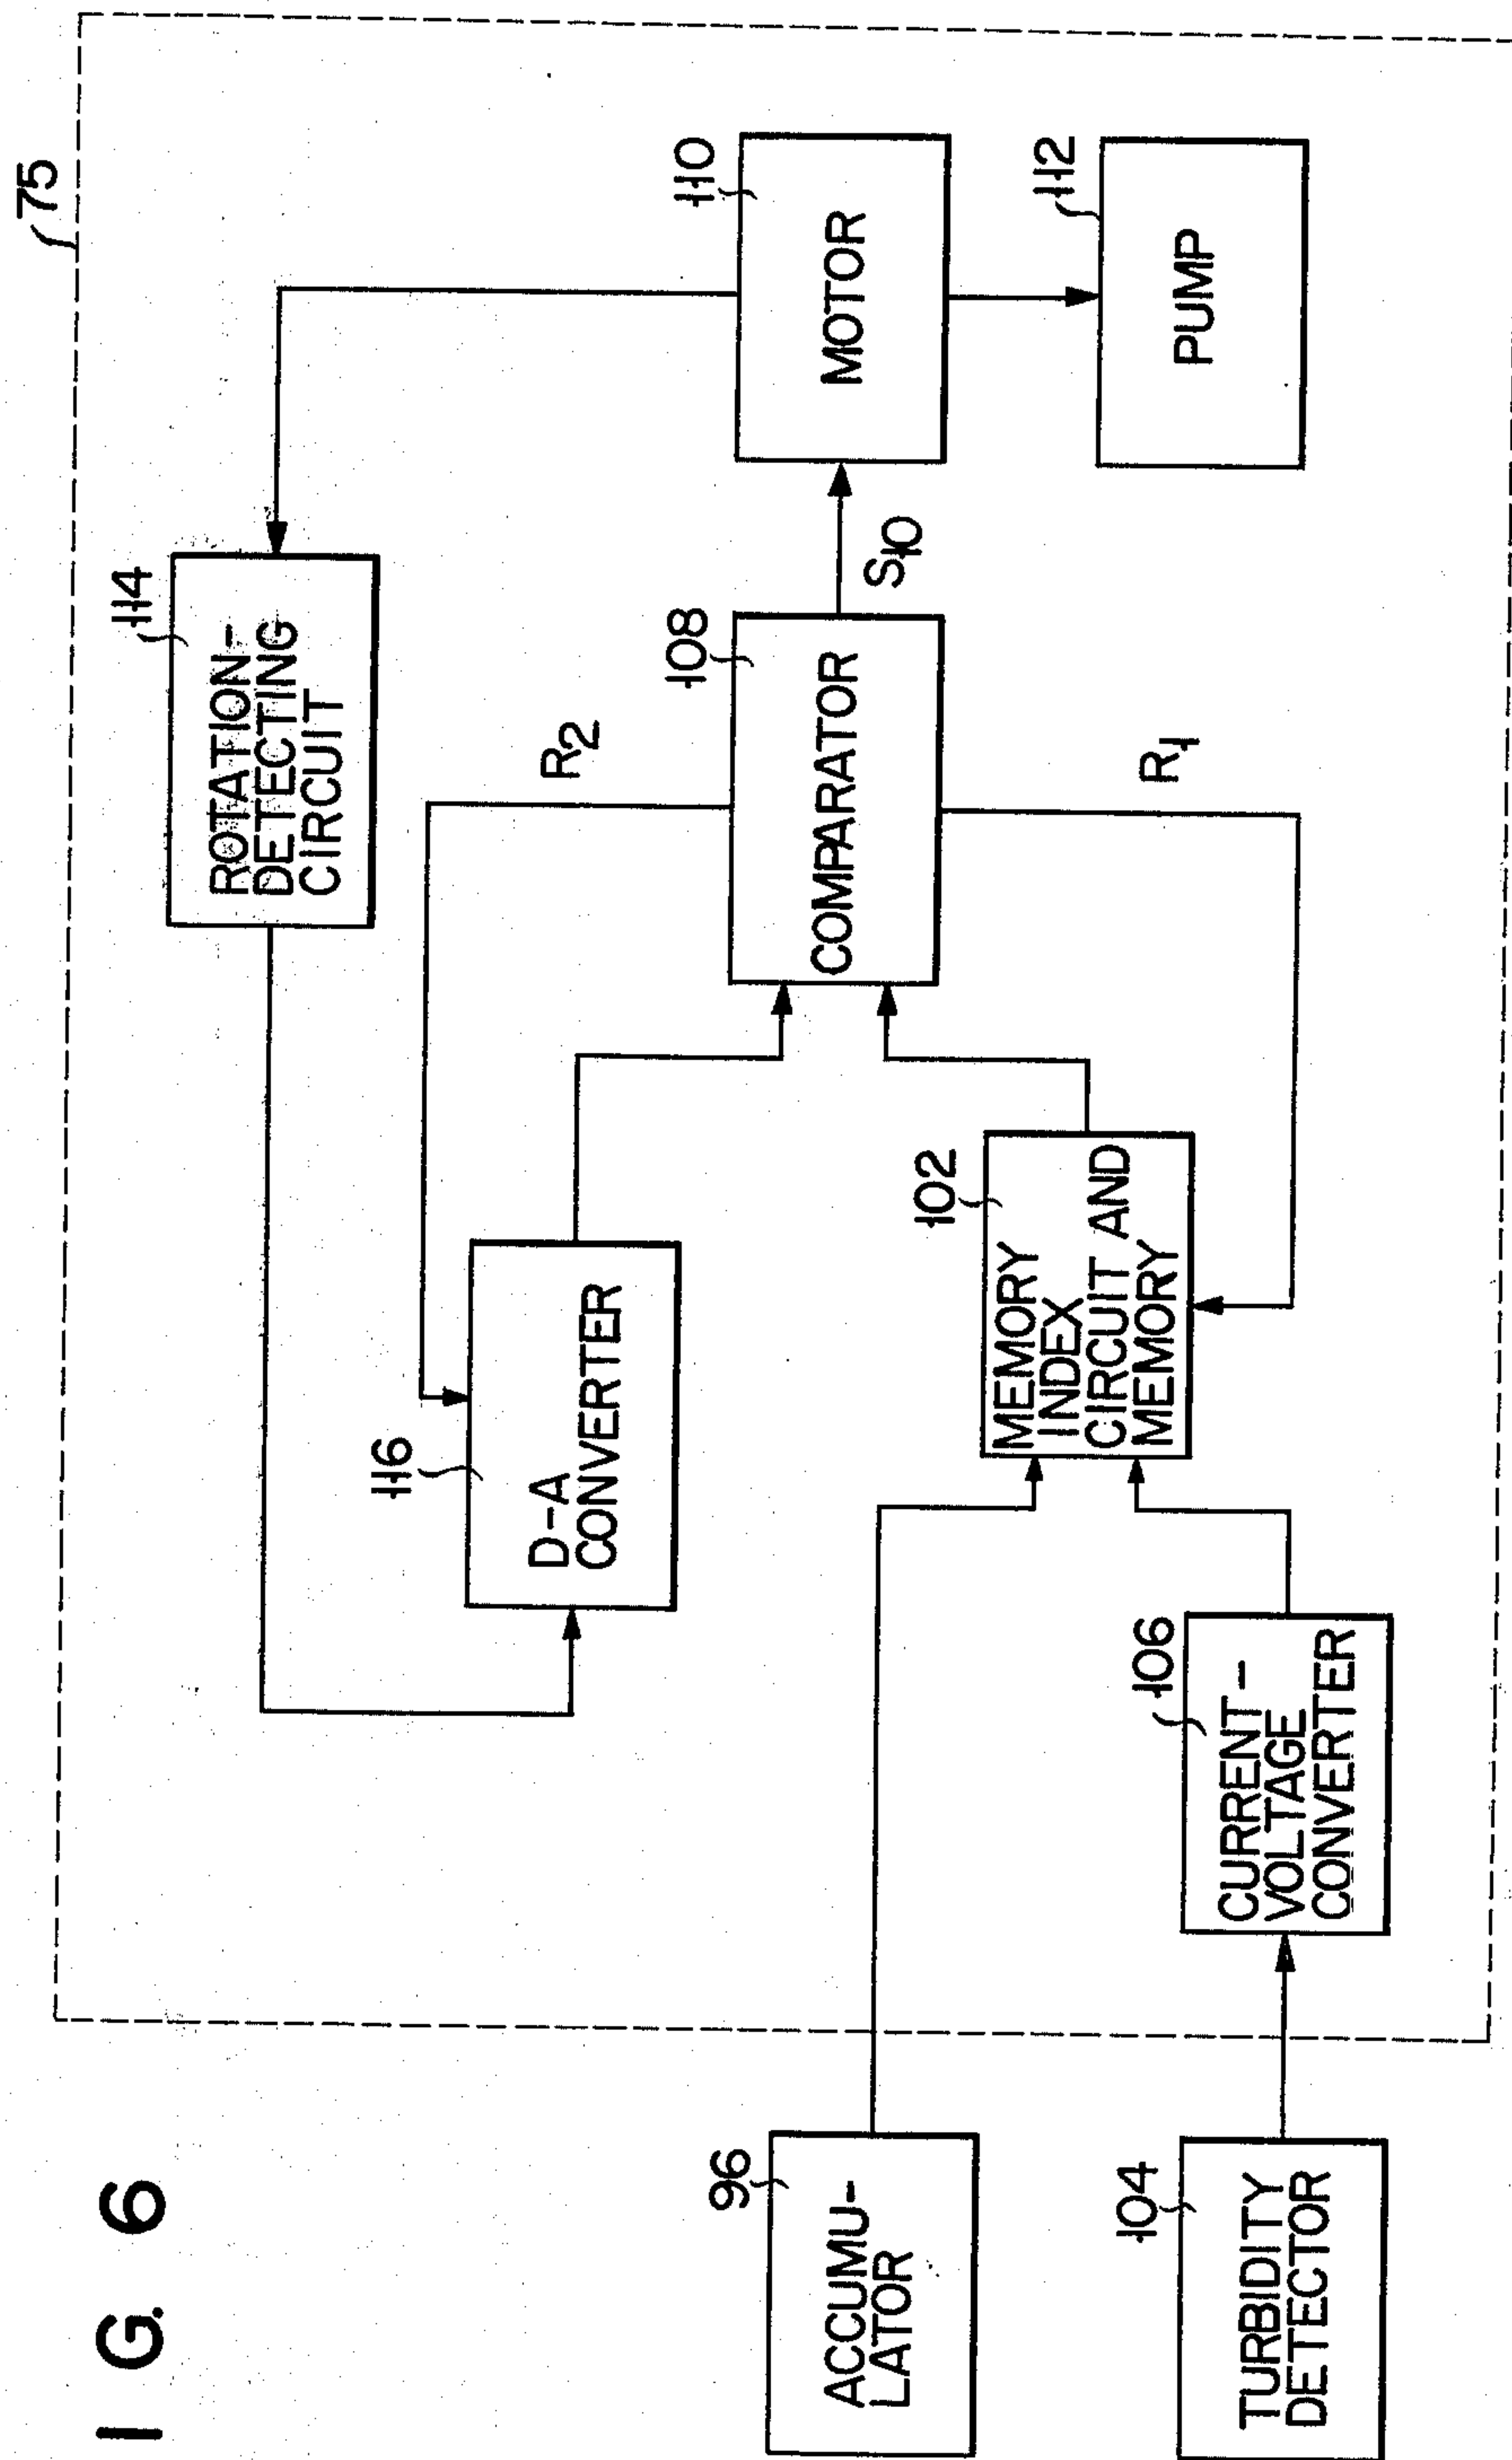 I G. 6
75
114
ROTATION-
DETECTING
CIRCUIT
116
D-A
CONVERTER
R2
96
ACCUMU-
LATOR
102
MEMORY
INDEX
CIRCUIT AND
MEMORY
108
COMPARATOR
S10
110
MOTOR
R1
104
TURBIDITY
DETECTOR
106
CURRENT-
VOLTAGE
CONVERTER
112
PUMP